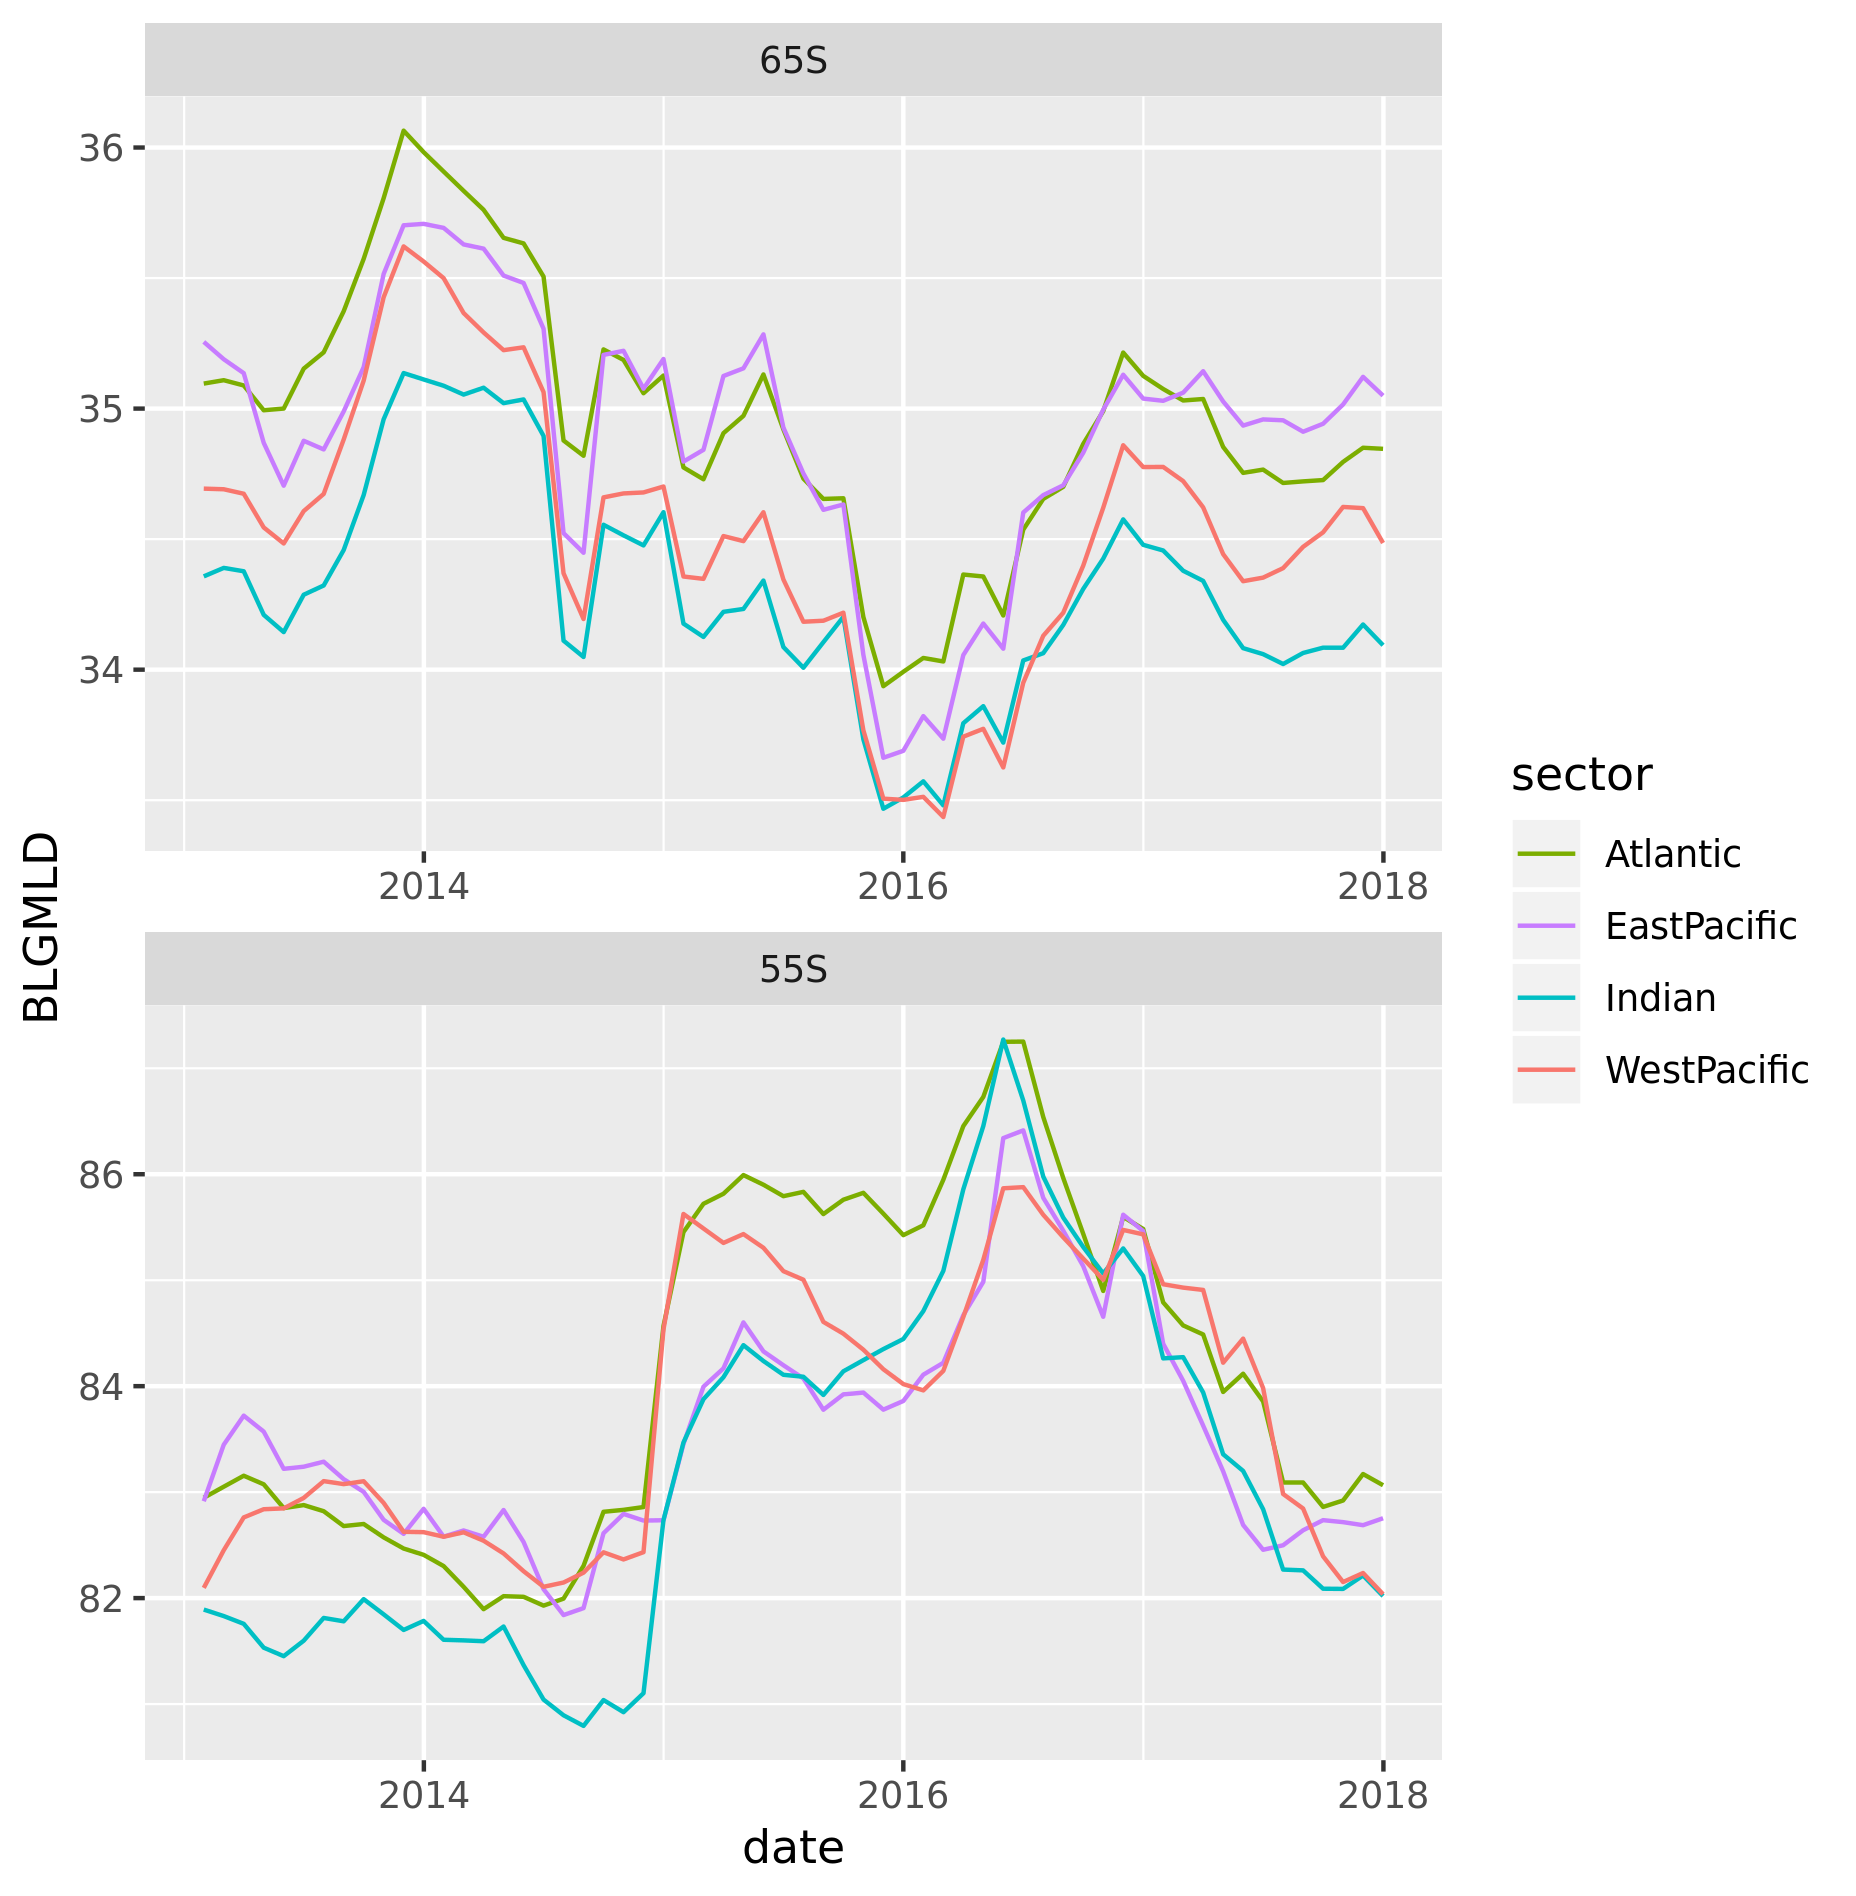 65S
36
35
34
2014 2016 2018
BLGMLD
55S
86
84
82
2014 2016 2018
date
sector
Atlantic
EastPacific
Indian
WestPacific